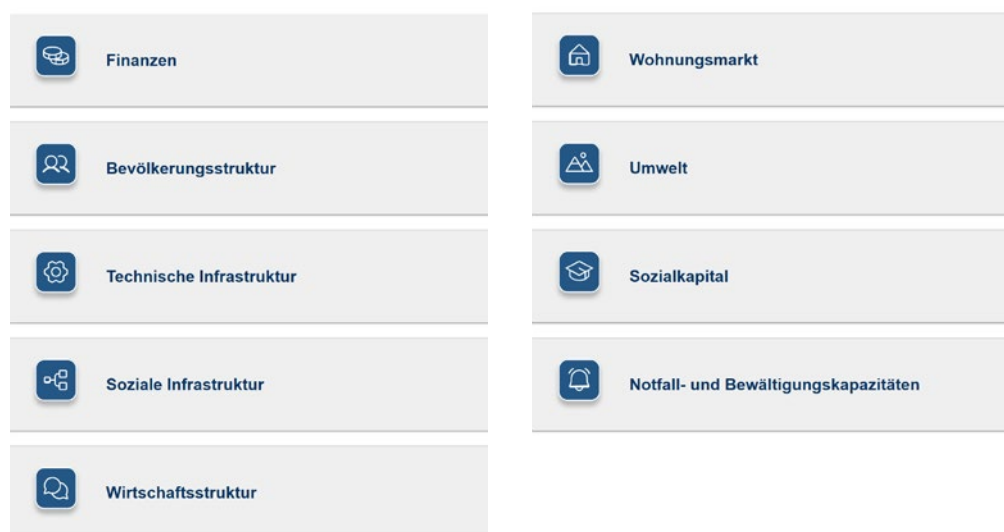 Finanzen
Bevölkerungsstruktur
Technische Infrastruktur
Soziale Infrastruktur
Wirtschaftsstruktur
Wohnungsmarkt
Umwelt
Sozialkapital
Notfall- und Bewältigungskapazitäten